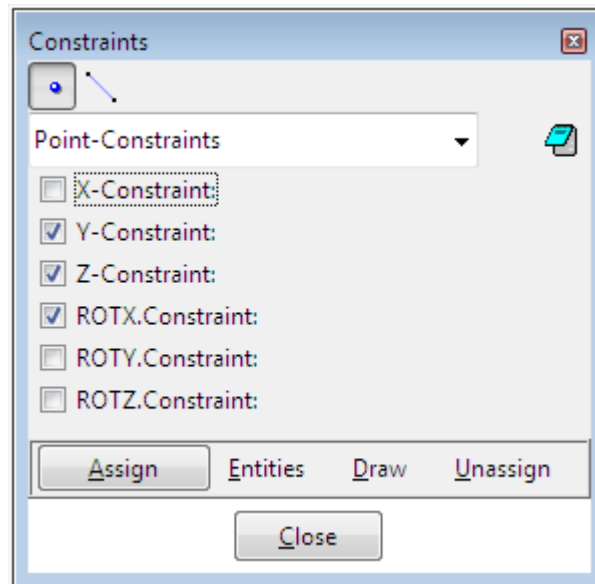 Constraints
Point-Constraints
X-Constraint:
Y-Constraint:
Z-Constraint:
ROTX.Constraint:
ROTY.Constraint:
ROTZ.Constraint:
Assign Entities Draw Unassign
Close